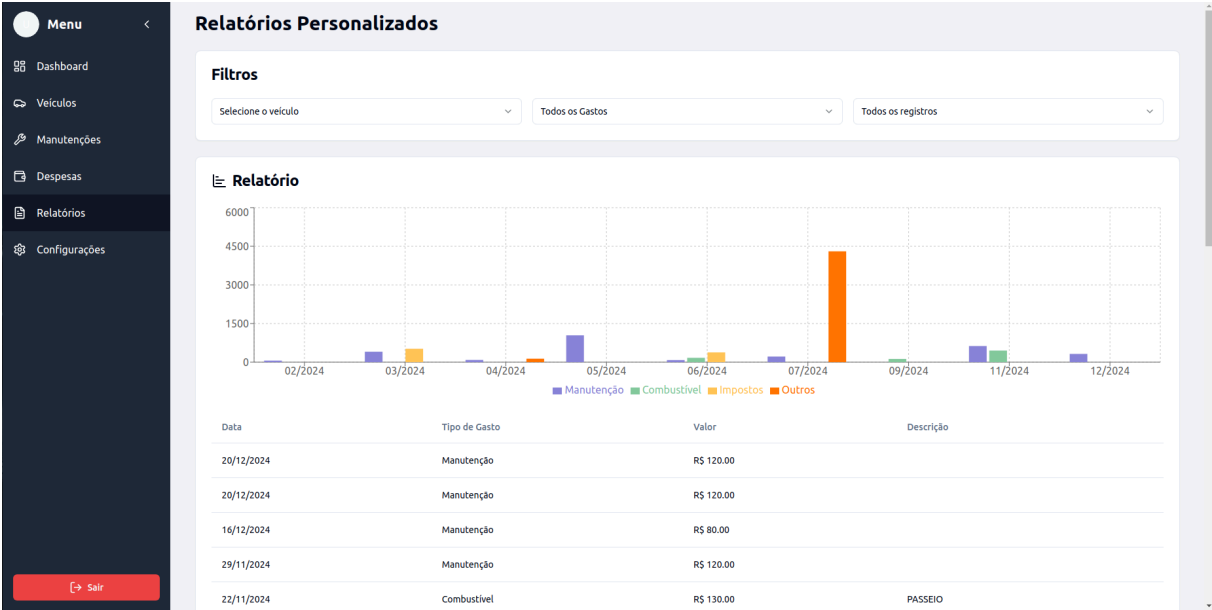 Menu
Dashboard
Veículos
Manutenções
Despesas
Relatórios
Configurações
Sair
Relatórios Personalizados
Filtros
Selecione o veículo Todos os Gastos Todos os registros
Relatório
6000
4500
3000
1500
0
02/2024 03/2024 04/2024 05/2024 06/2024 07/2024 09/2024 11/2024 12/2024
Manutenção Combustível Impostos Outros
Data Tipo de Gasto Valor Descrição
20/12/2024 Manutenção R$ 120.00
20/12/2024 Manutenção R$ 120.00
16/12/2024 Manutenção R$ 80.00
29/11/2024 Manutenção R$ 120.00
22/11/2024 Combustível R$ 130.00 PASSEIO